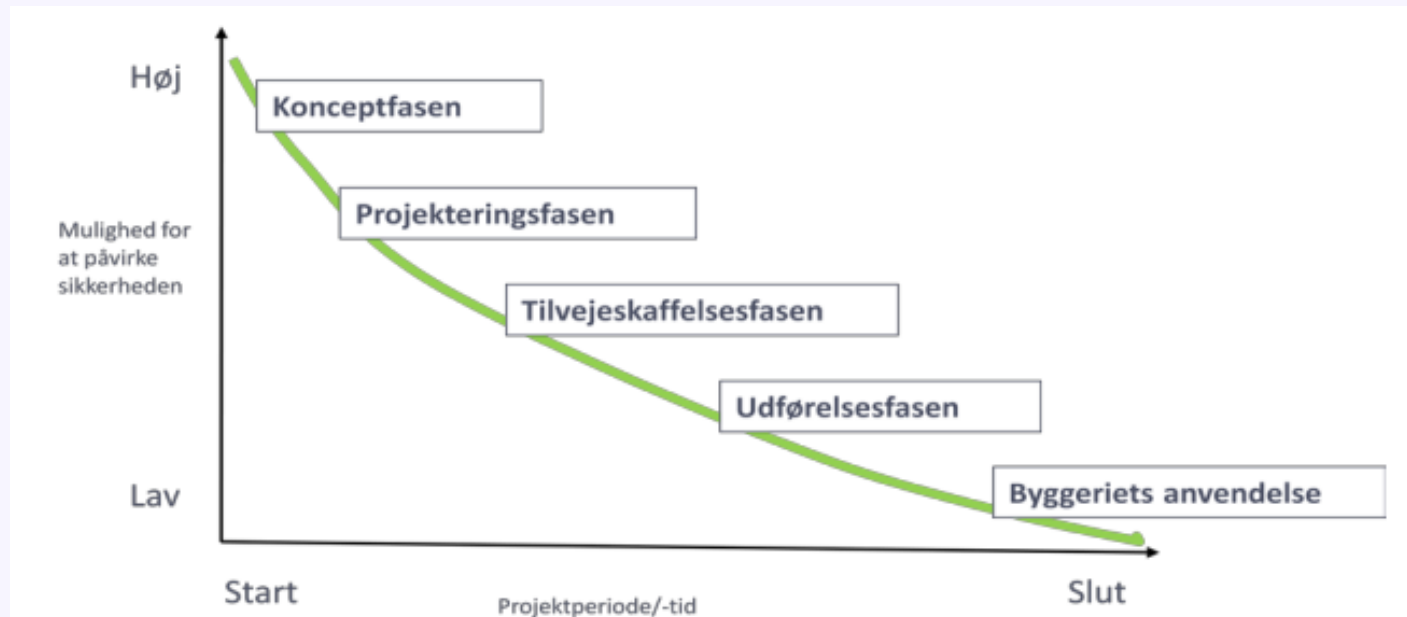 Høj
Konceptfasen
Projekteringsfasen
Mulighed for
at påvirke
sikkerheden
Tilvejeskaffelsesfasen
Udførelsesfasen
Lav
Byggeriets anvendelse
Start
Slut
Projektperiode/-tid